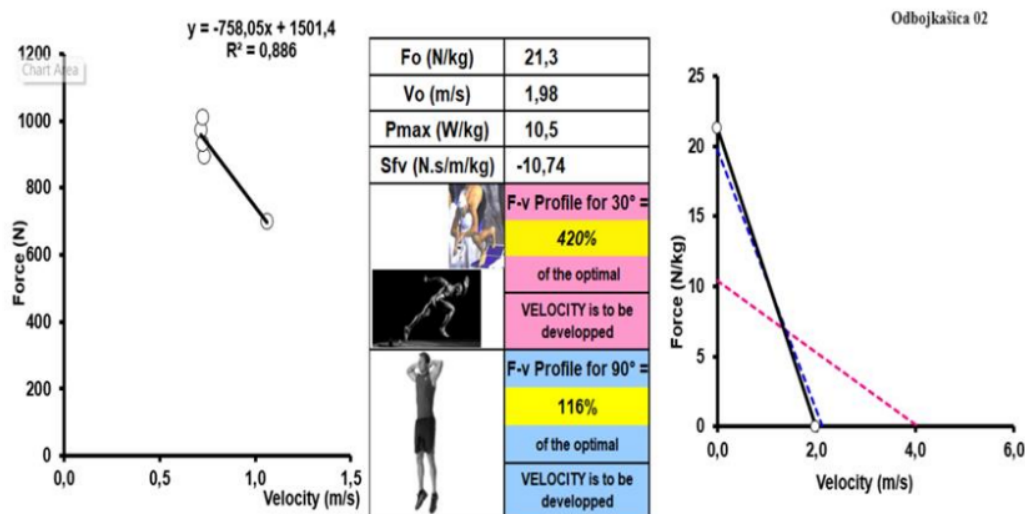 Odbojkašica 02
y = -758,05x + 1501,4
R² = 0,886
Chart Area
Force (N)
1200
1000
800
600
400
200
0
0,0
0,5
1,0
1,5
Velocity (m/s)
Fo (N/kg) 21,3
Vo (m/s) 1,98
Pmax (W/kg) 10,5
Sfv (N.s/m/kg) -10,74
F-v Profile for 30° =
420%
of the optimal
VELOCITY is to be
developped
F-v Profile for 90° =
116%
of the optimal
VELOCITY is to be
developped
Force (N/kg)
25
20
15
10
5
0
0,0
2,0
4,0
6,0
Velocity (m/s)